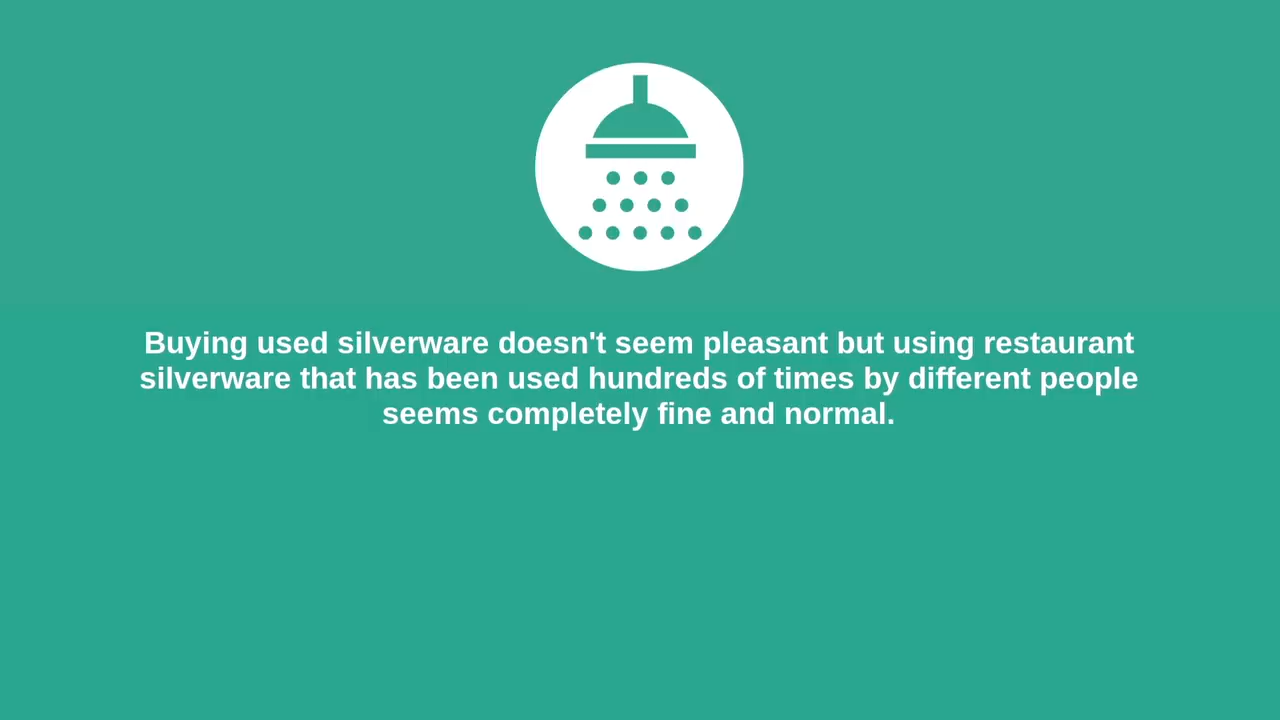 Buying used silverware doesn't seem pleasant but using restaurant
silverware that has been used hundreds of times by different people
seems completely fine and normal.